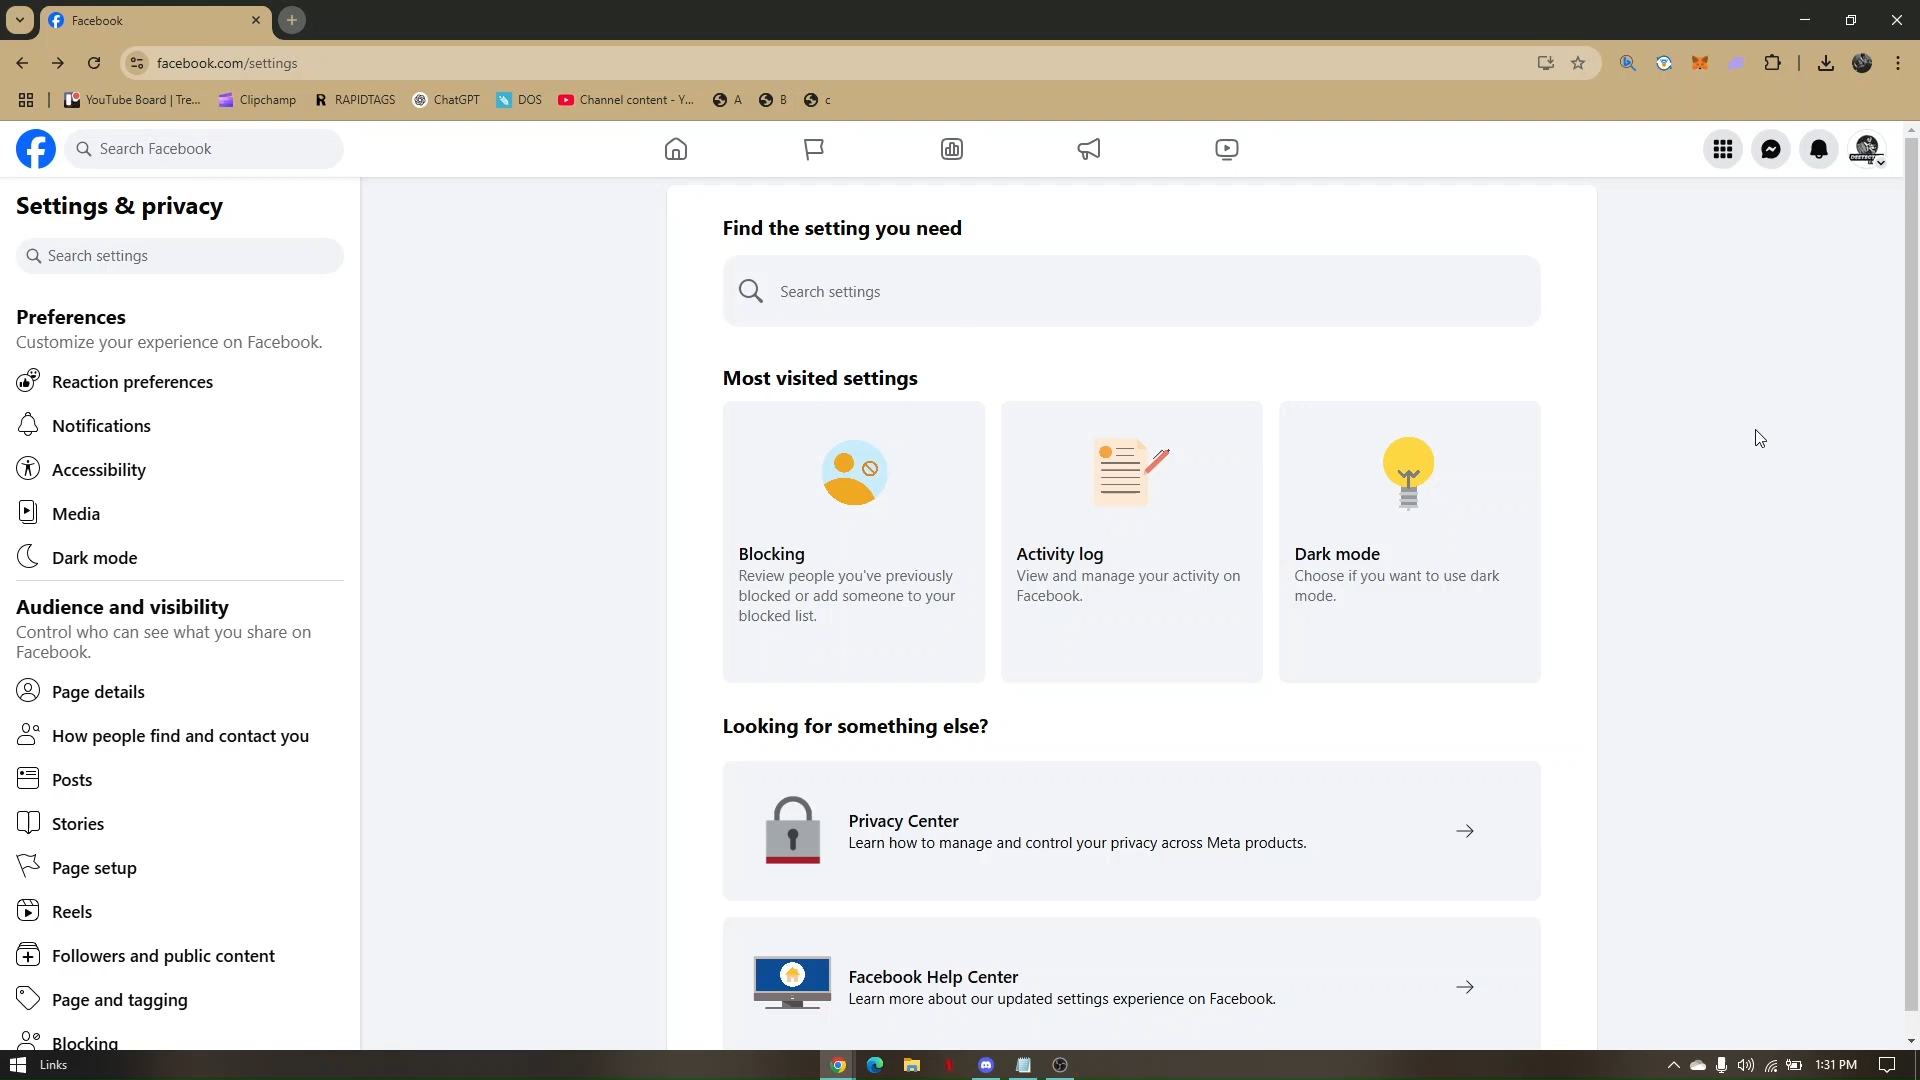 Facebook
facebook.com/settings
YouTube Board | Tre...
Clipchamp
RAPIDTAGS
ChatGPT
DOS
Channel content - Y...
A
B
c
Search Facebook
Settings & privacy
Search settings
Preferences
Customize your experience on Facebook.
Reaction preferences
Notifications
Accessibility
Media
Dark mode
Audience and visibility
Control who can see what you share on
Facebook.
Page details
How people find and contact you
Posts
Stories
Page setup
Reels
Followers and public content
Page and tagging
Blocking
Find the setting you need
Search settings
Most visited settings
Blocking
Review people you've previously
blocked or add someone to your
blocked list.
Activity log
View and manage your activity on
Facebook.
Dark mode
Choose if you want to use dark
mode.
Looking for something else?
Privacy Center
Learn how to manage and control your privacy across Meta products.
Facebook Help Center
Learn more about our updated settings experience on Facebook.
Links
1:31 PM